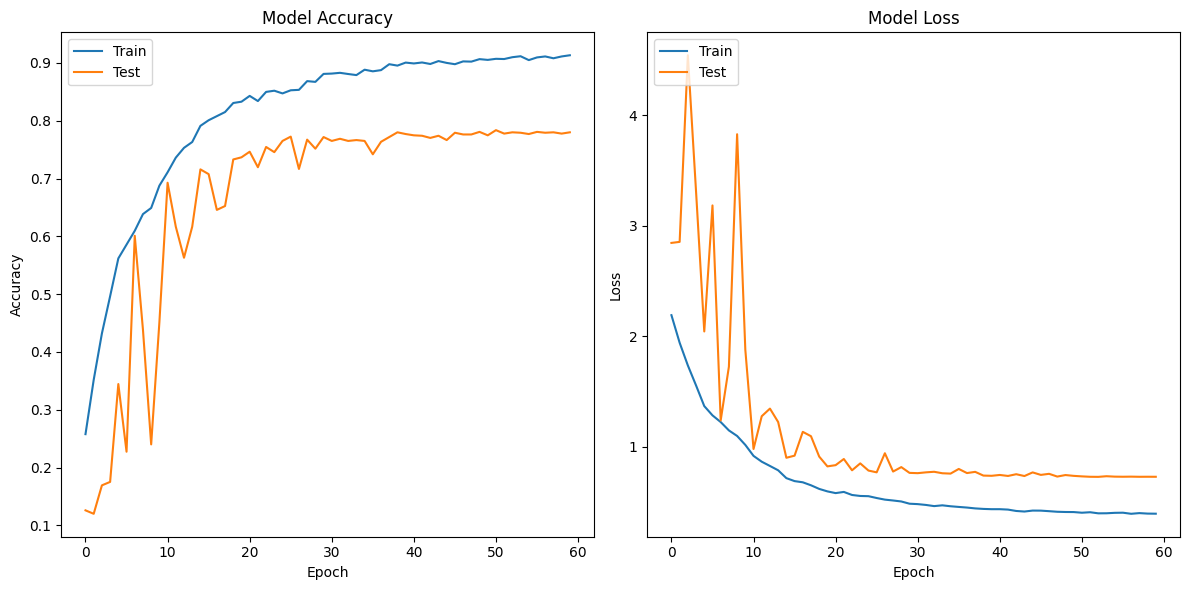 Model Accuracy
Train
Test
0.9
0.8
0.7
0.6
0.5
0.4
0.3
0.2
0.1
Accuracy
0 10 20 30 40 50 60
Epoch
Model Loss
Train
Test
4
3
2
1
Loss
0 10 20 30 40 50 60
Epoch